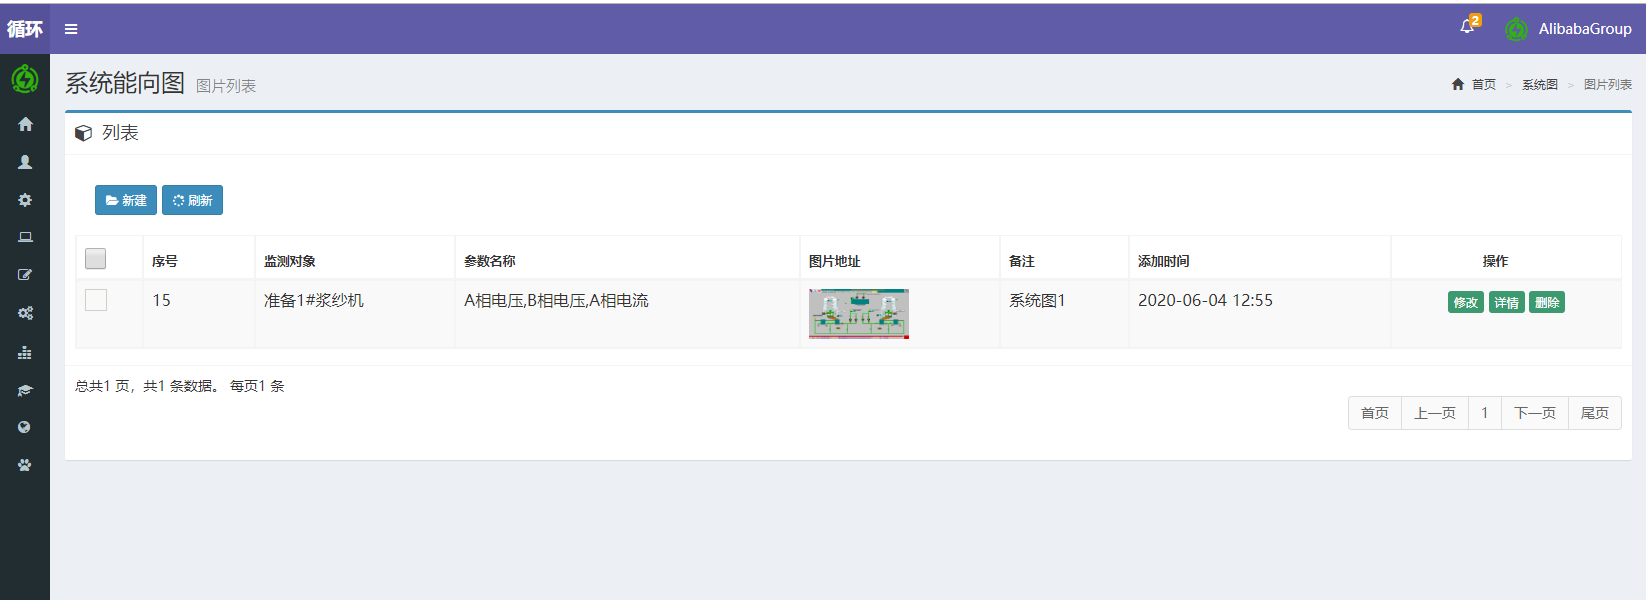 循环
2
AlibabaGroup
系统能向图 图片列表
首页 > 系统图 > 图片列表
列表
新建 刷新
序号 监测对象 参数名称 图片地址 备注 添加时间 操作
15 准备1#浆纱机 A相电压,B相电压,A相电流 系统图1 2020-06-04 12:55 修改 详情 删除
总共1 页，共1 条数据。 每页1 条
首页 上一页 1 下一页 尾页